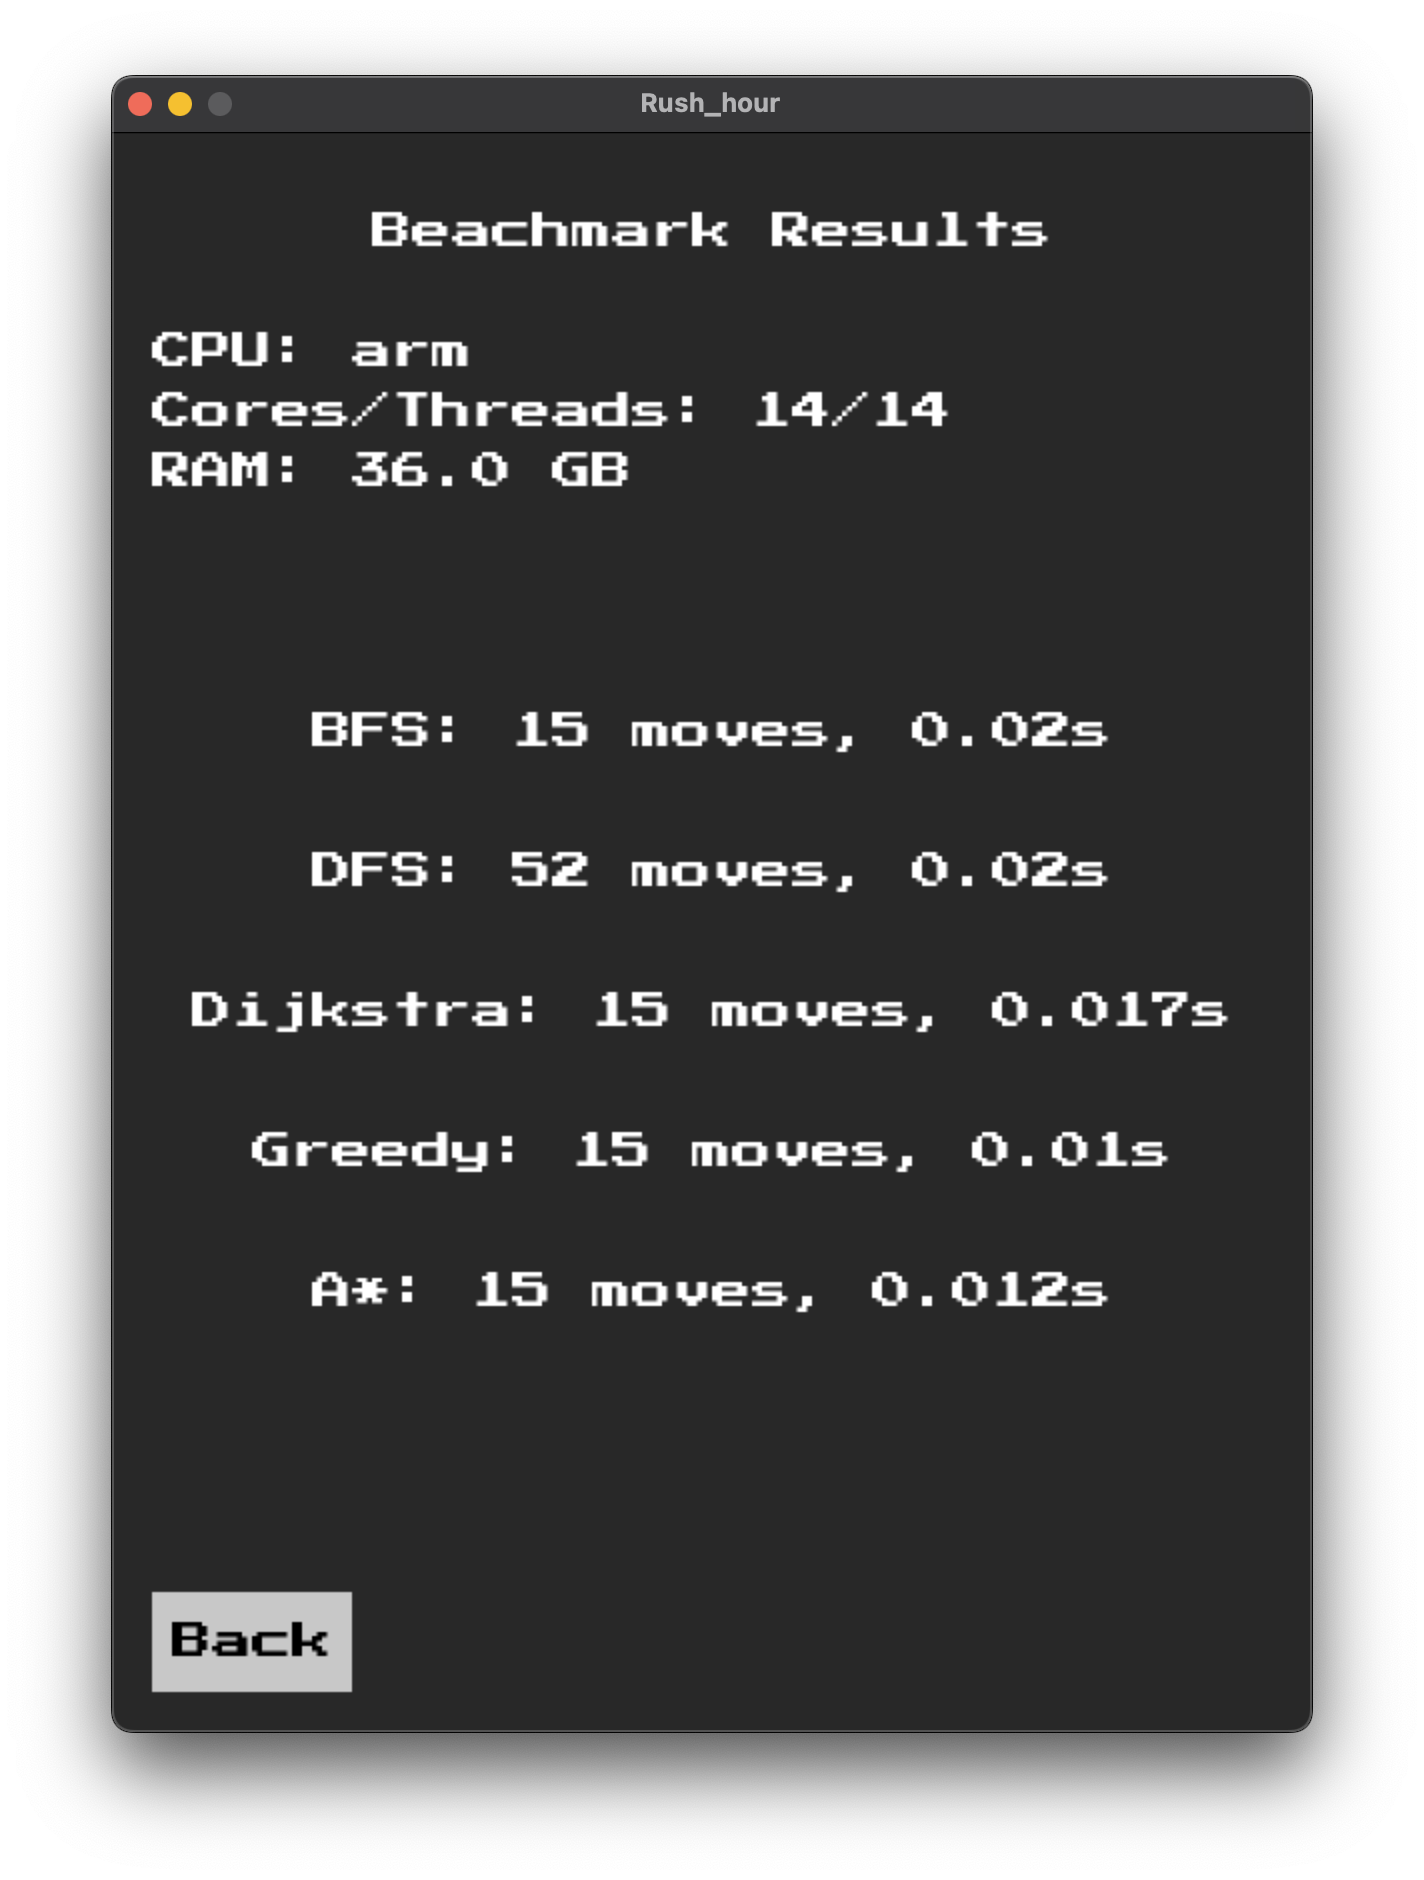 Rush_hour
Beachmark Results
CPU: arm
Cores/Threads: 14/14
RAM: 36.0 GB
BFS: 15 moves, 0.02s
DFS: 52 moves, 0.02s
Dijkstra: 15 moves, 0.017s
Greedy: 15 moves, 0.01s
A*: 15 moves, 0.012s
Back